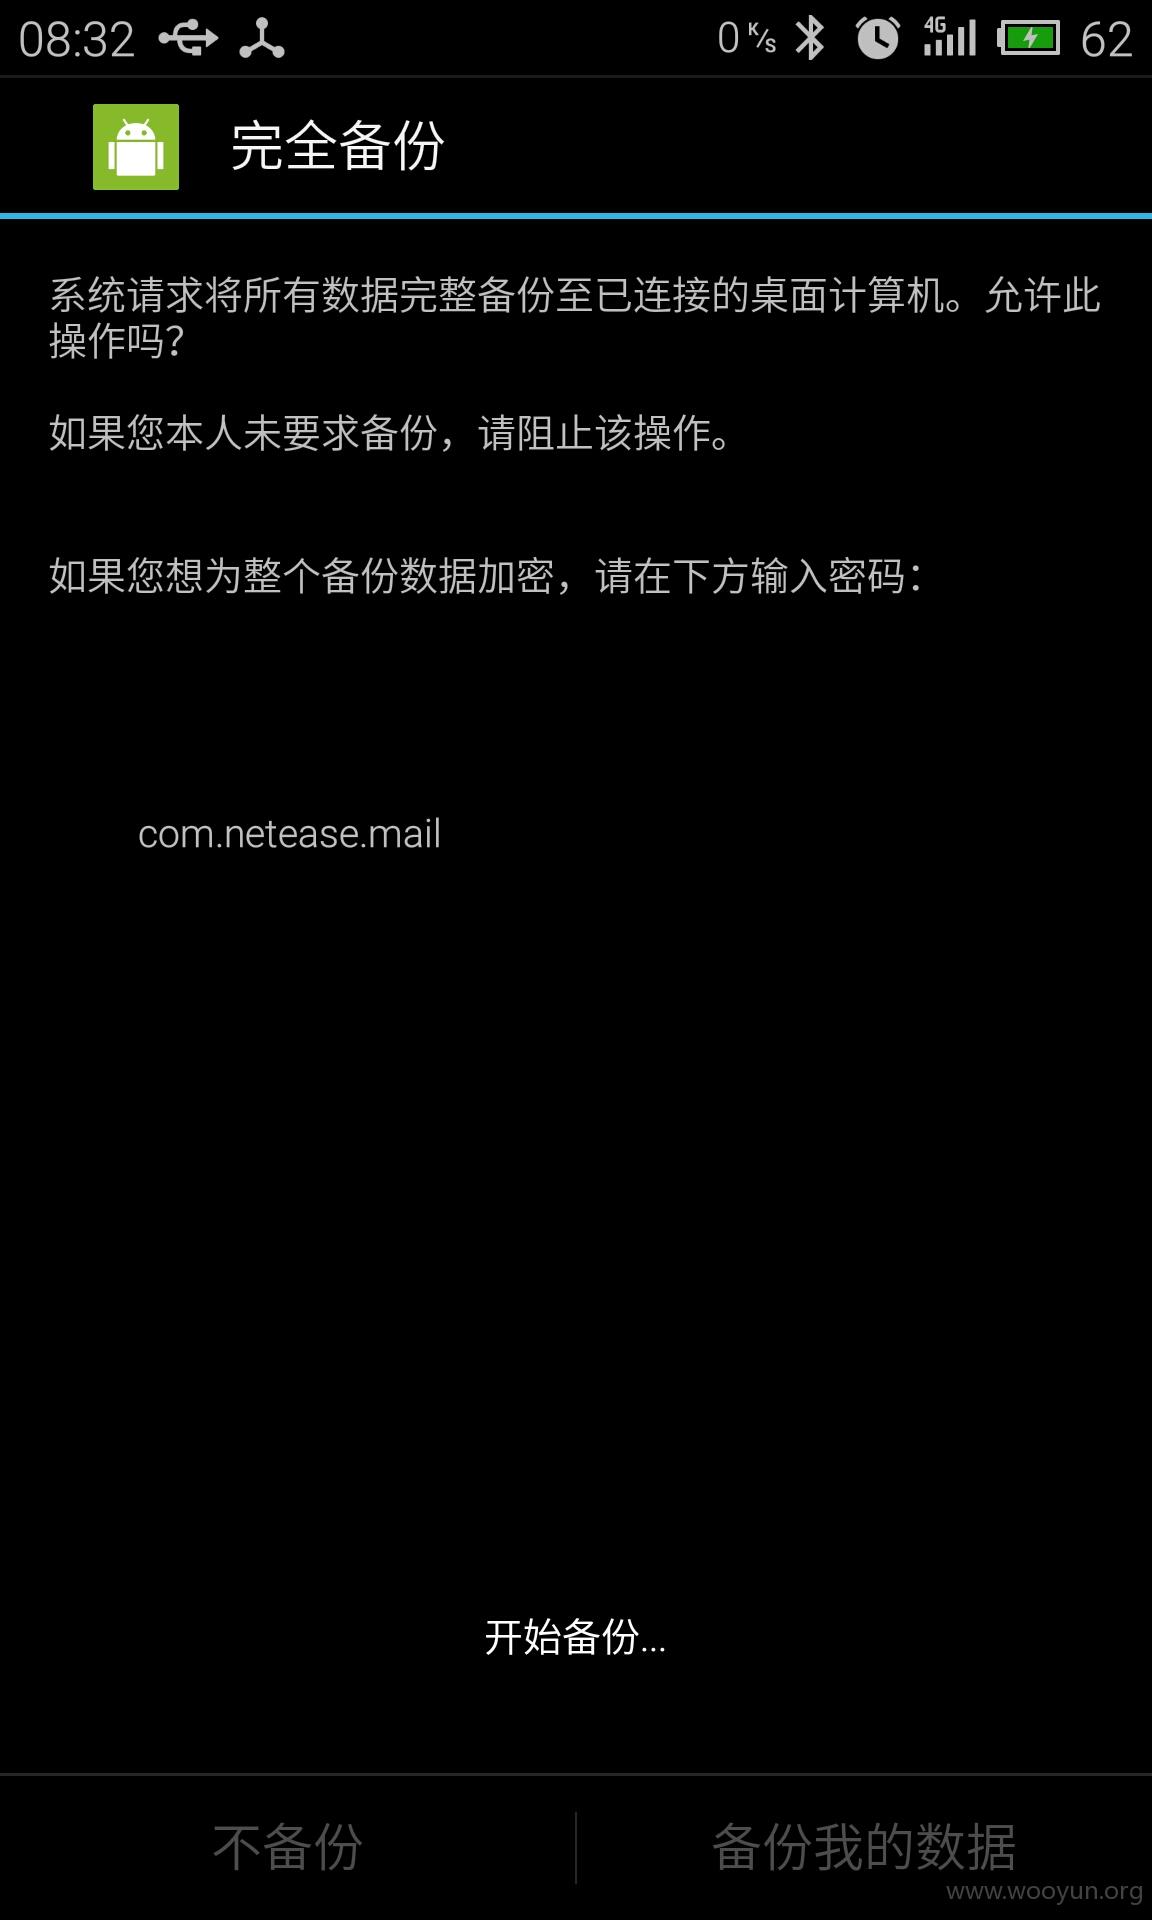 08:32
0 K/s
4G
62
完全备份
系统请求将所有数据完整备份至已连接的桌面计算机。允许此
操作吗？
如果您本人未要求备份，请阻止该操作。
如果您想为整个备份数据加密，请在下方输入密码：
com.netease.mail
开始备份...
不备份
备份我的数据
www.wooyun.org